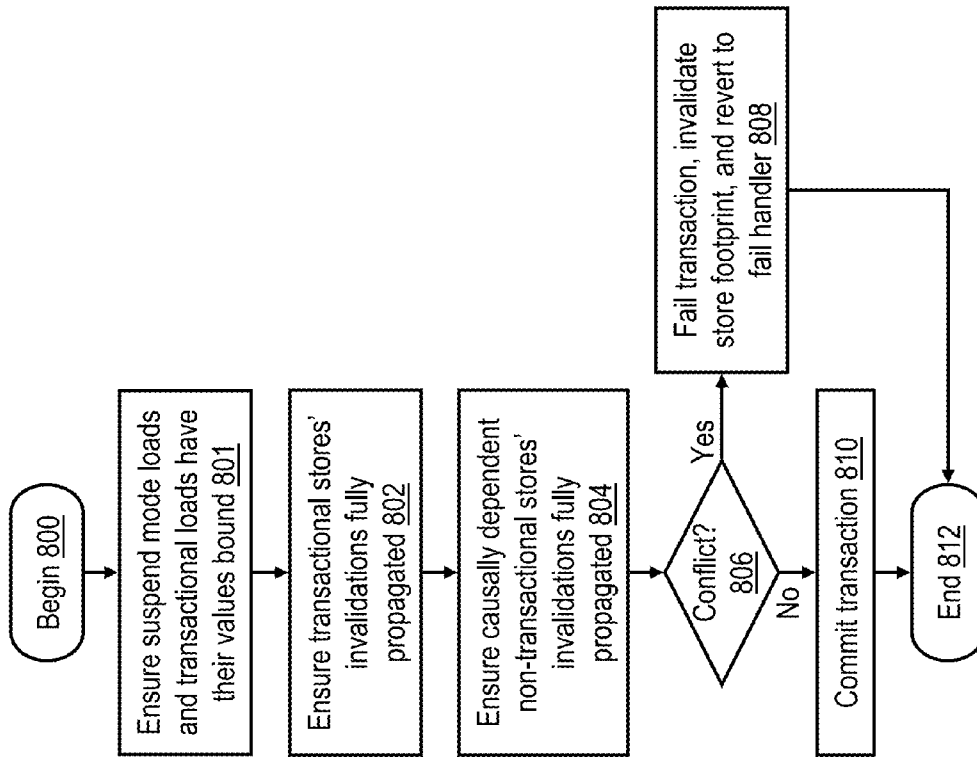 Begin 800
Ensure suspend mode loads
and transactional loads have
their values bound 801
Ensure transactional stores'
invalidations fully
propagated 802
Ensure causally dependent
non-transactional stores'
invalidations fully
propagated 804
Conflict?
806
Yes
No
Fail transaction, invalidate
store footprint, and revert to
fail handler 808
Commit transaction 810
End 812